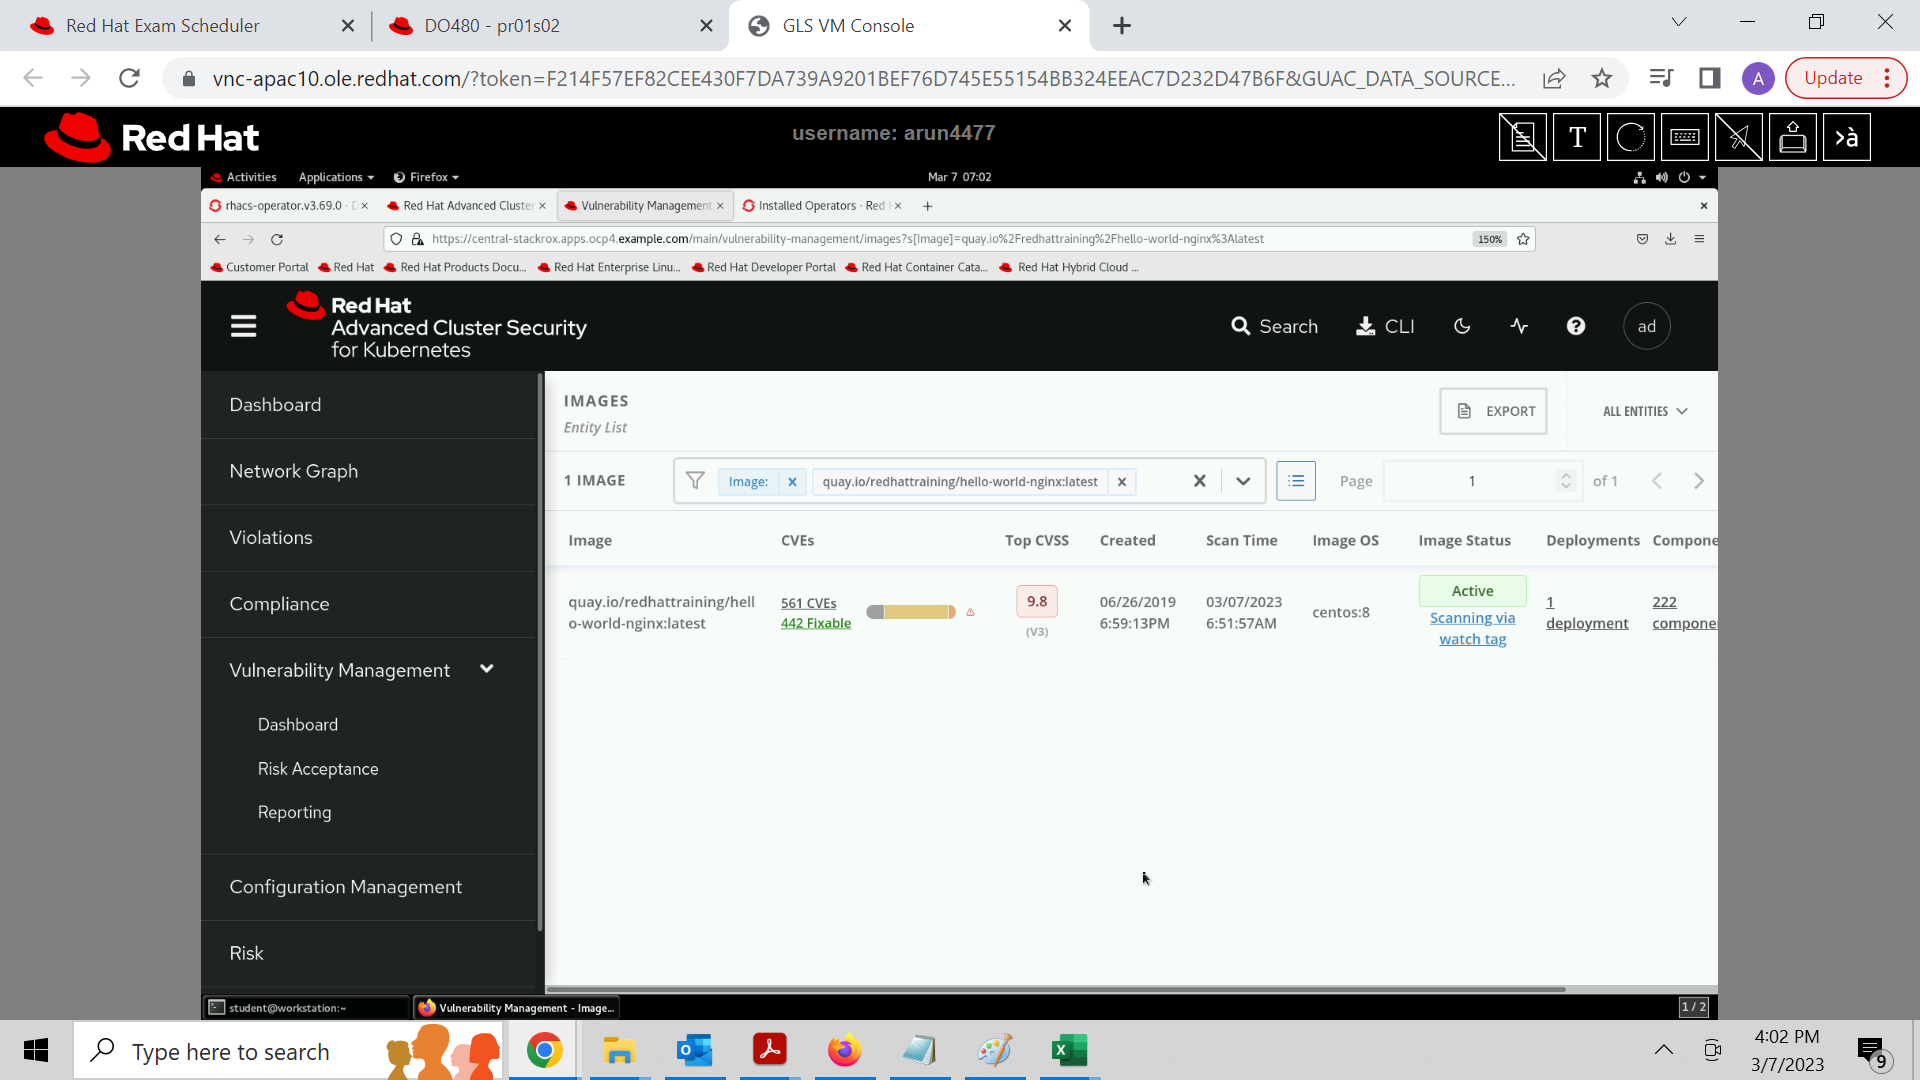 Red Hat Exam Scheduler
DO480 - pr01s02
GLS VM Console
vnc-apac10.ole.redhat.com/?token=F214F57EF82CEE430F7DA739A9201BEF76D745E55154BB324EEAC7D232D47B6F&GUAC_DATA_SOURCE...
A
Update
Red Hat
username: arun4477
T
>à
Activities
Applications
Firefox
Mar 7 07:02
rhacs-operator.v3.69.0 ·
Red Hat Advanced Cluster
Vulnerability Management
Installed Operators · Red
https://central-stackrox.apps.ocp4.example.com/main/vulnerability-management/images?s[Image]=quay.io%2Fredhattraining%2Fhello-world-nginx%3Alatest
150%
Customer Portal
Red Hat
Red Hat Products Docu...
Red Hat Enterprise Linu...
Red Hat Developer Portal
Red Hat Container Cata...
Red Hat Hybrid Cloud ...
Red Hat
Advanced Cluster Security
for Kubernetes
Search
CLI
ad
Dashboard
Network Graph
Violations
Compliance
Vulnerability Management
Dashboard
Risk Acceptance
Reporting
Configuration Management
Risk
IMAGES
Entity List
EXPORT
ALL ENTITIES
1 IMAGE
Image:
quay.io/redhattraining/hello-world-nginx:latest
Page
1
of 1
Image
CVEs
Top CVSS
Created
Scan Time
Image OS
Image Status
Deployments
Compone
quay.io/redhattraining/hell
o-world-nginx:latest
561 CVEs
442 Fixable
9.8
(V3)
06/26/2019
6:59:13PM
03/07/2023
6:51:57AM
centos:8
Active
Scanning via
watch tag
1
deployment
222
compone
student@workstation:~
Vulnerability Management - Image...
1 / 2
Type here to search
4:02 PM
3/7/2023
9